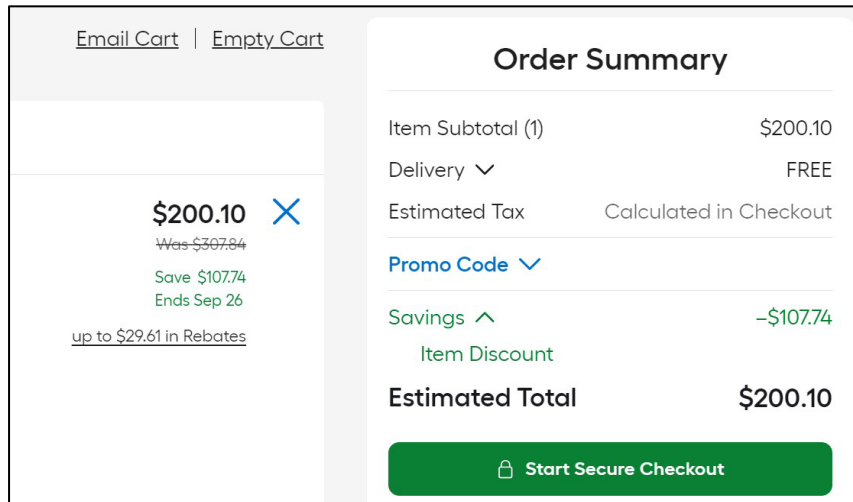 Email Cart | Empty Cart
$200.10
Was $307.84
Save $107.74
Ends Sep 26
up to $29.61 in Rebates
Order Summary
Item Subtotal (1) $200.10
Delivery FREE
Estimated Tax Calculated in Checkout
Promo Code
Savings –$107.74
Item Discount
Estimated Total $200.10
Start Secure Checkout